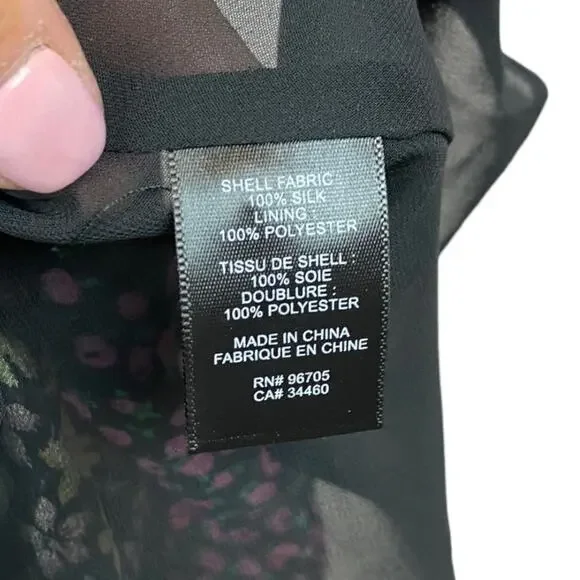 SHELL FABRIC :
100% SILK
LINING :
100% POLYESTER
TISSU DE SHELL :
100% SOIE
DOUBLURE :
100% POLYESTER
MADE IN CHINA
FABRIQUE EN CHINE
RN# 96705
CA# 34460